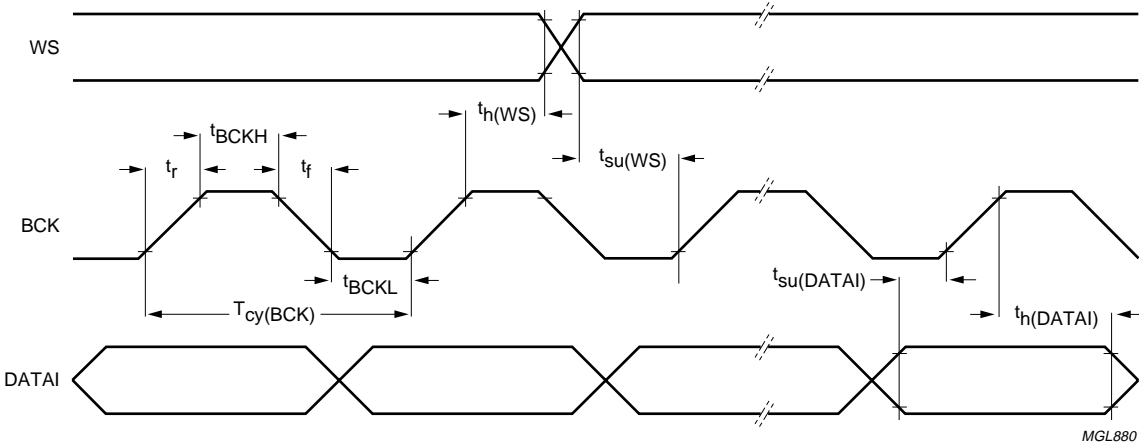 WS
th(WS)
tBCKH
tr
tf
tsu(WS)
BCK
tsu(DATAI)
tBCKL
Tcy(BCK)
th(DATAI)
DATAI
MGL880